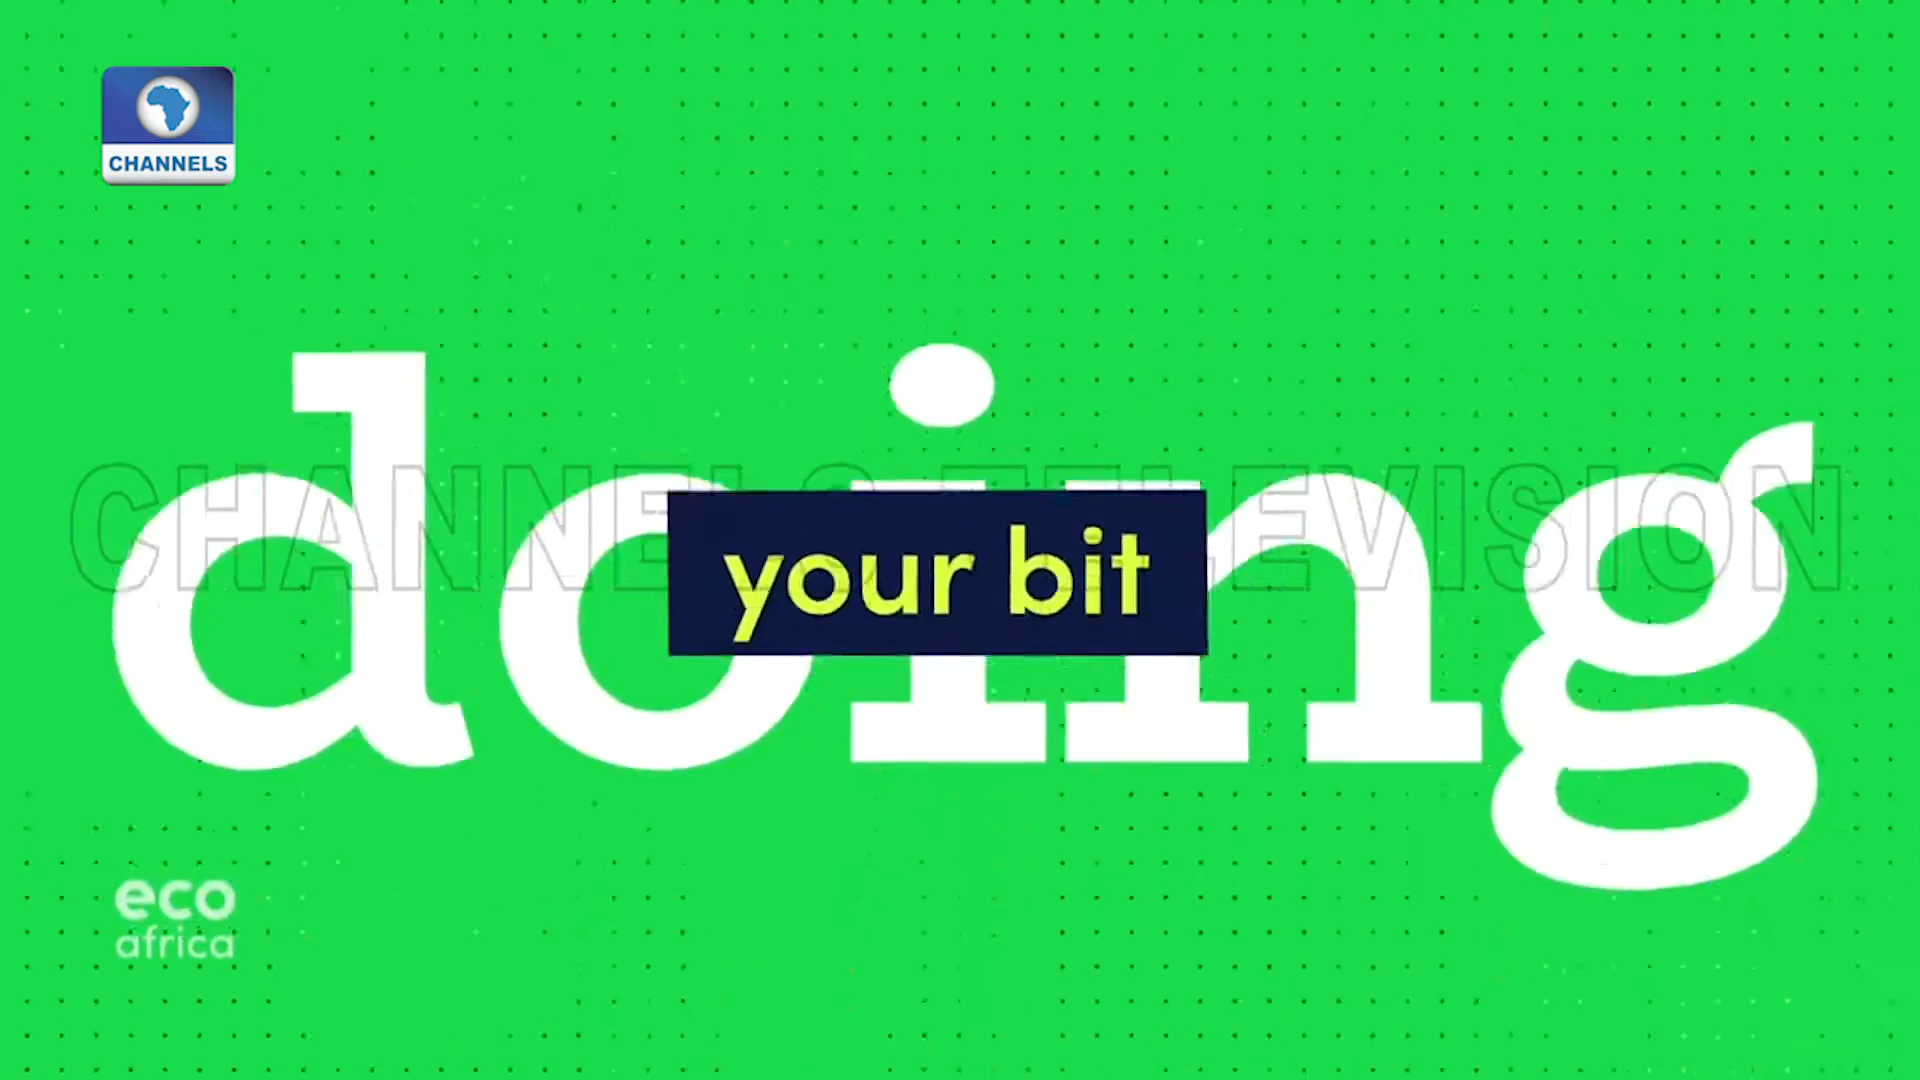 CHANNELS
CHANNELS TELEVISION
doing
your bit
eco
africa